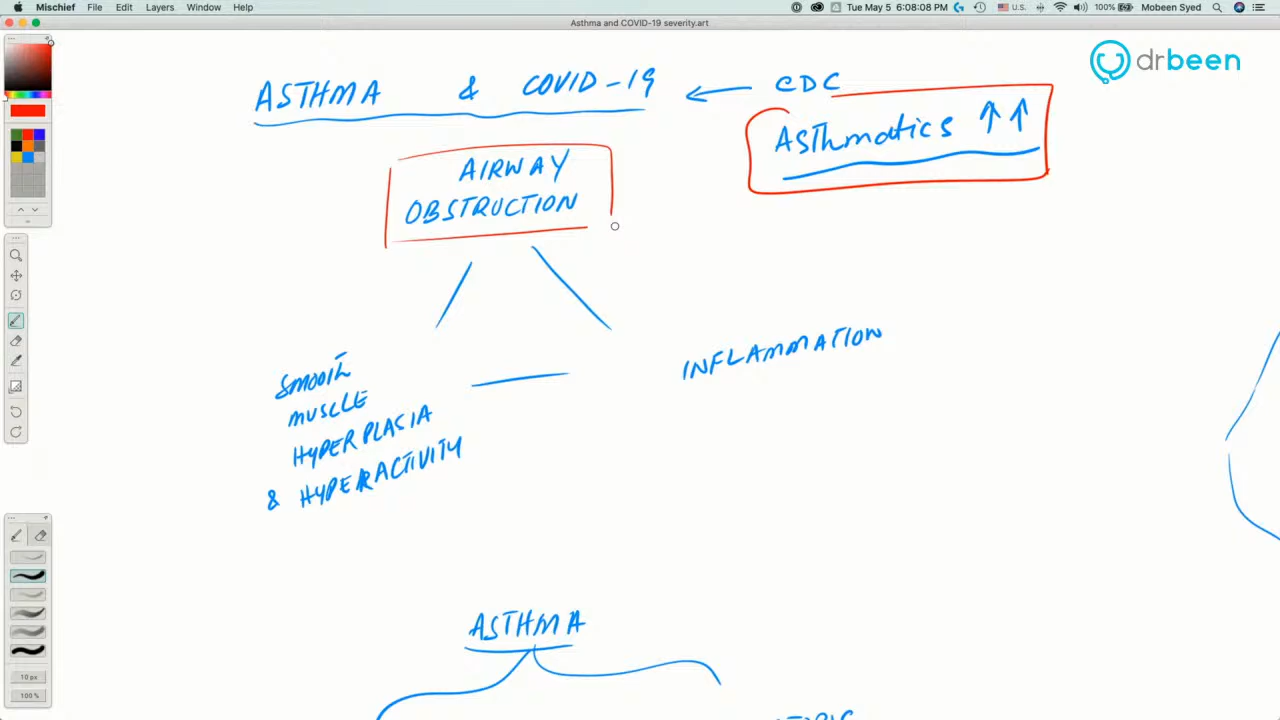 Mischief File Edit Layers Window Help 100% Tue May 5 6:08:08 PM U.S. 100% Mobeen Syed
Asthma and COVID-19 severity.art
drbeen
ASTHMA & COVID-19 ← CDC
Asthmatics ↑↑
AIRWAY
OBSTRUCTION
INFLAMMATION
SMOOTH
MUSCLE
HYPERPLASIA
& HYPERACTIVITY
ASTHMA
10 px
100 %